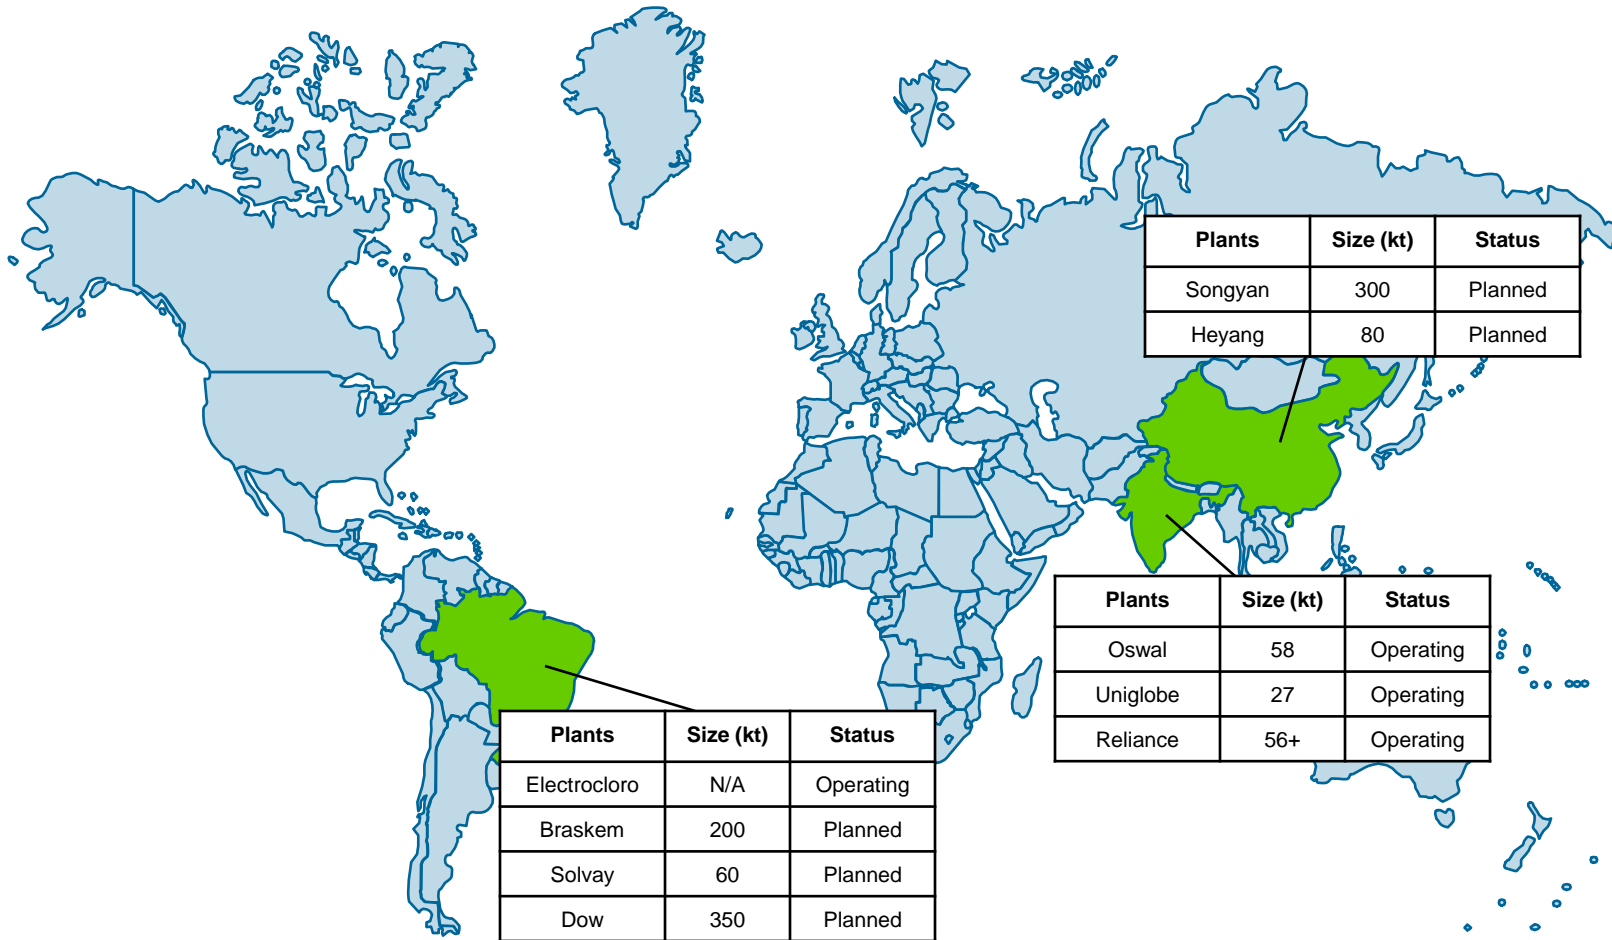 Plants Size (kt) Status
Songyan 300 Planned
Heyang 80 Planned
Plants Size (kt) Status
Oswal 58 Operating
Uniglobe 27 Operating
Reliance 56+ Operating
Plants Size (kt) Status
Electrocloro N/A Operating
Braskem 200 Planned
Solvay 60 Planned
Dow 350 Planned